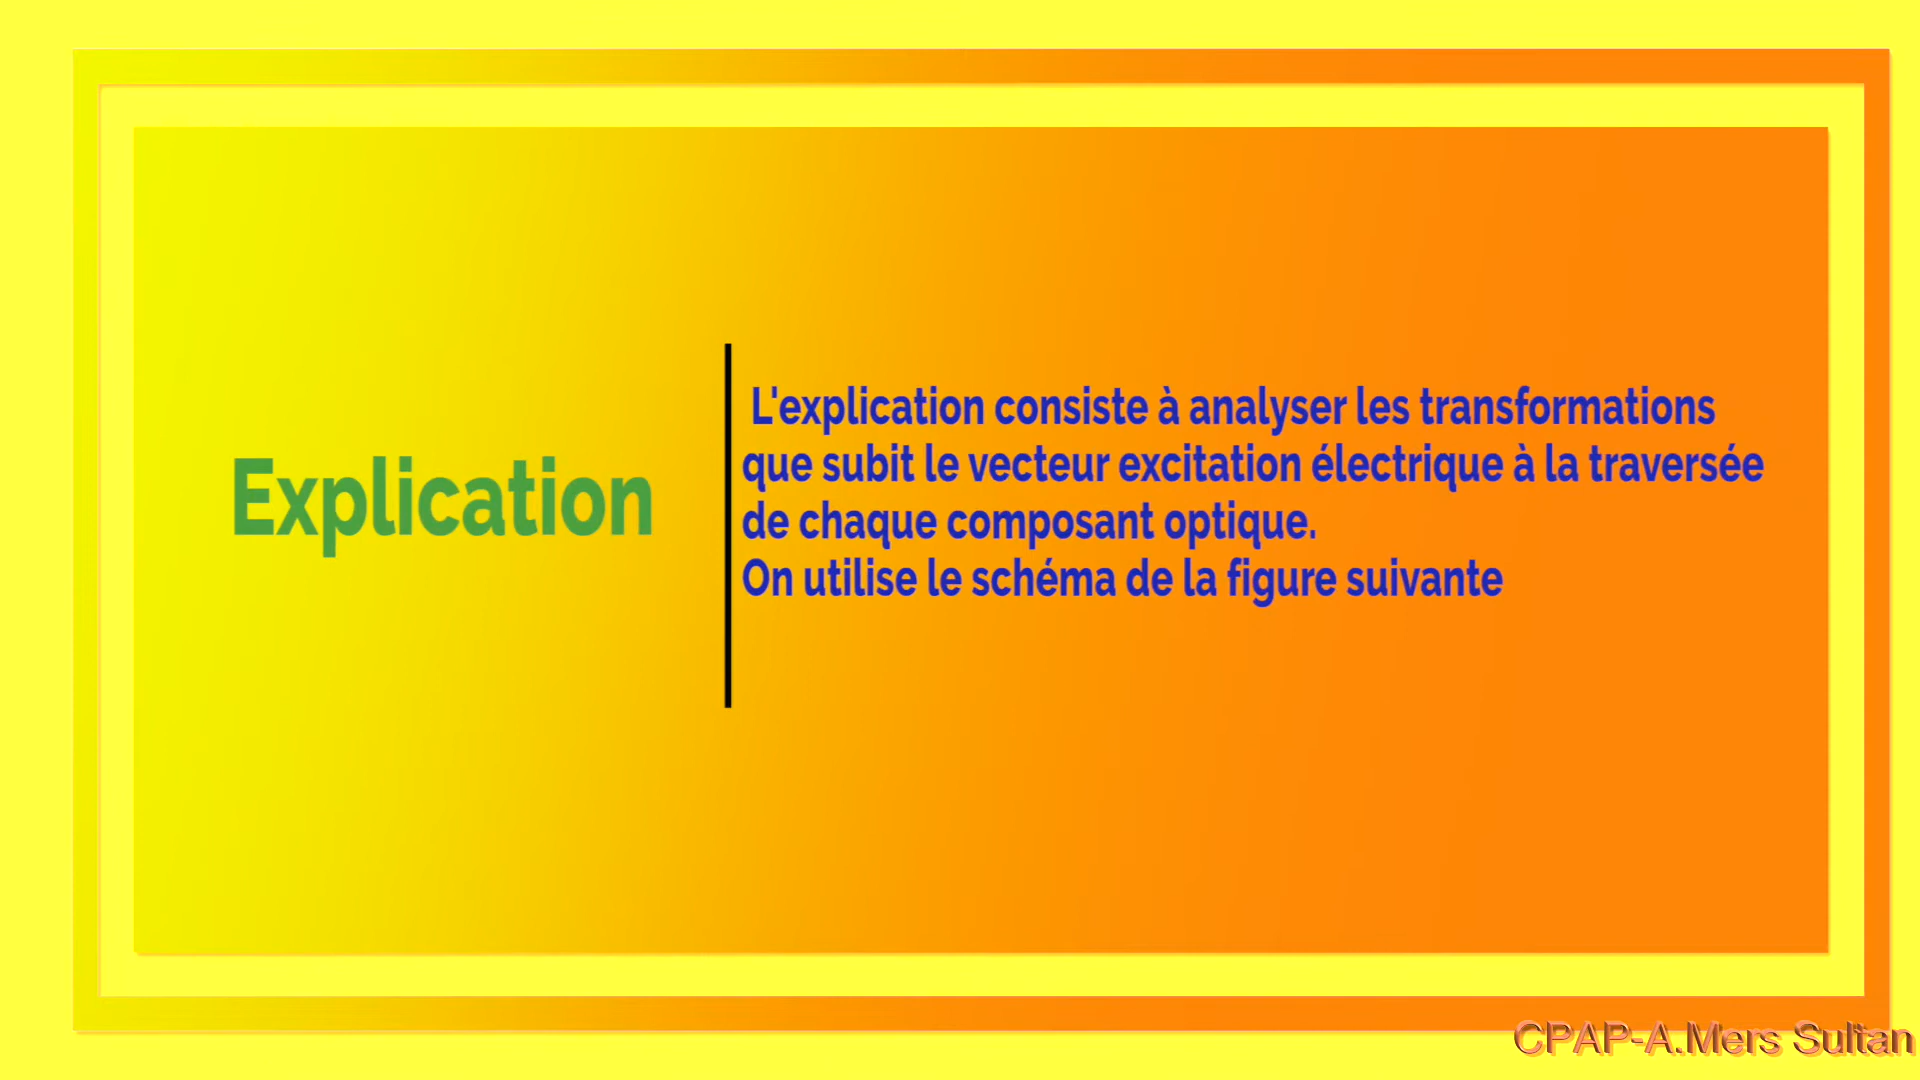 Explication
L'explication consiste à analyser les transformations
que subit le vecteur excitation électrique à la traversée
de chaque composant optique.
On utilise le schéma de la figure suivante
CPAP-A.Mers Sultan